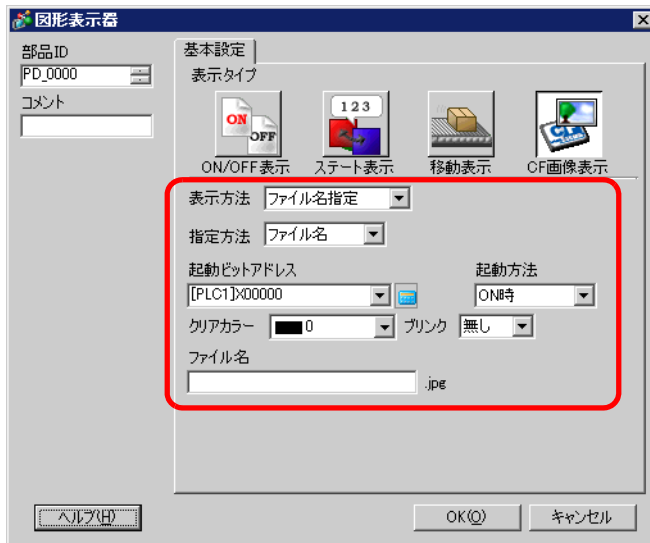 図形表示器
部品ID
PD_0000
コメント
基本設定
表示タイプ
ON
OFF
1 2 3
CF
ON/OFF表示 ステート表示 移動表示 CF画像表示
表示方法 ファイル名指定
指定方法 ファイル名
起動ビットアドレス 起動方法
[PLC1]X00000 ON時
クリアカラー 0 ブリンク 無し
ファイル名
.jpg
ヘルプ(H) OK(O) キャンセル